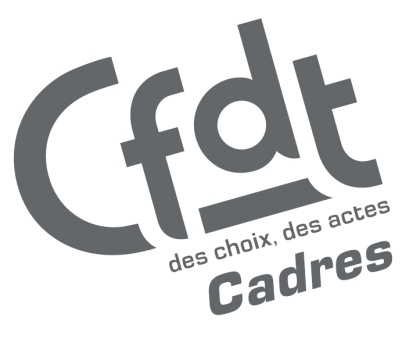 Cfdt
des choix, des actes
Cadres